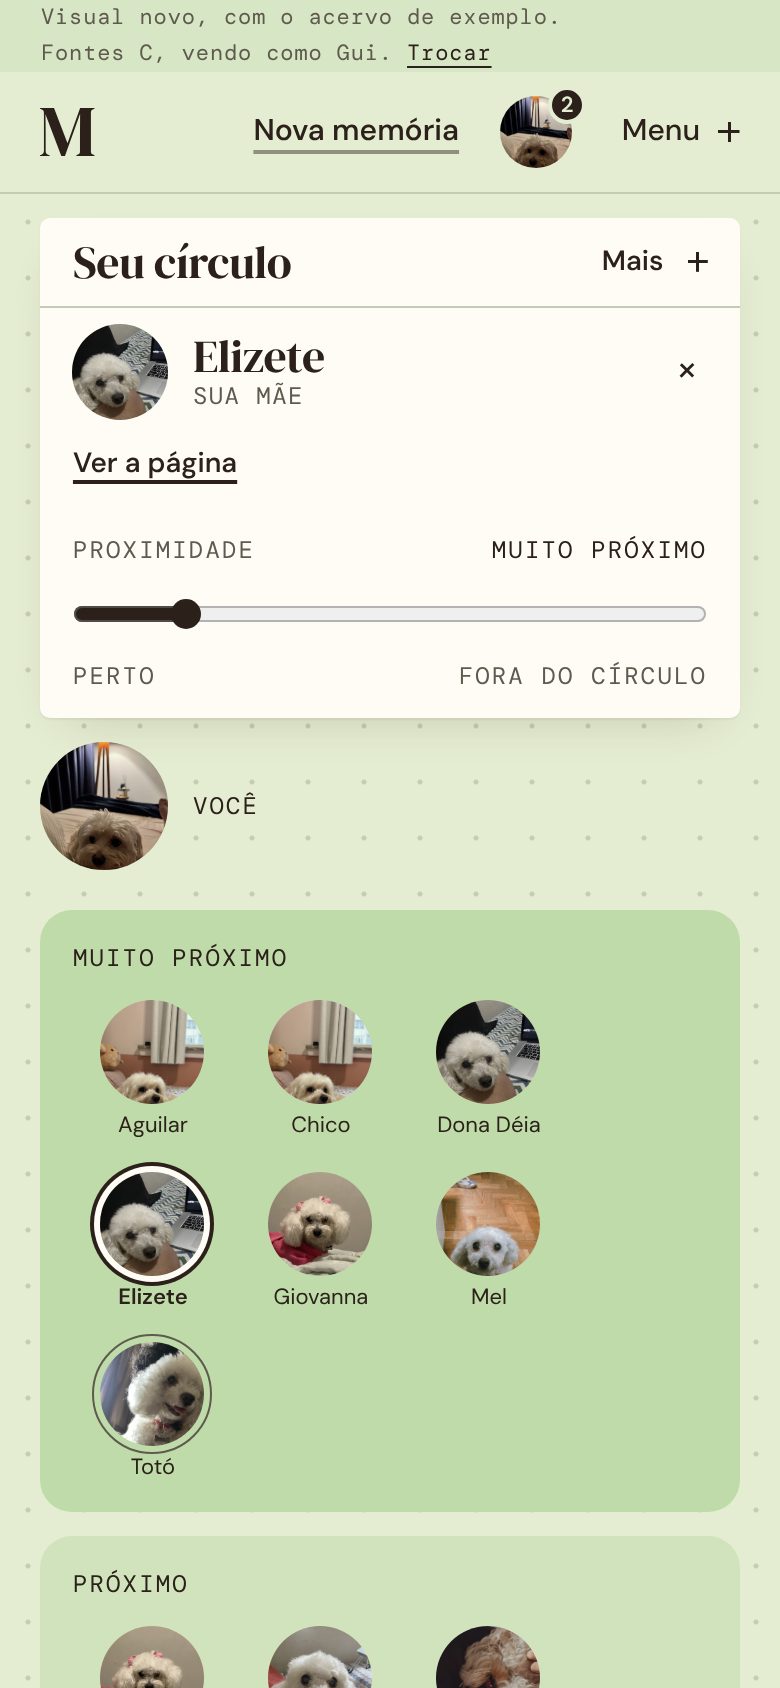 Visual novo, com o acervo de exemplo.
Fontes C, vendo como Gui. Trocar
M
Nova memória
2
Menu +
Seu círculo
Mais +
Elizete
SUA MÃE
×
Ver a página
PROXIMIDADE
MUITO PRÓXIMO
PERTO
FORA DO CÍRCULO
VOCÊ
MUITO PRÓXIMO
Aguilar
Chico
Dona Déia
Elizete
Giovanna
Mel
Totó
PRÓXIMO